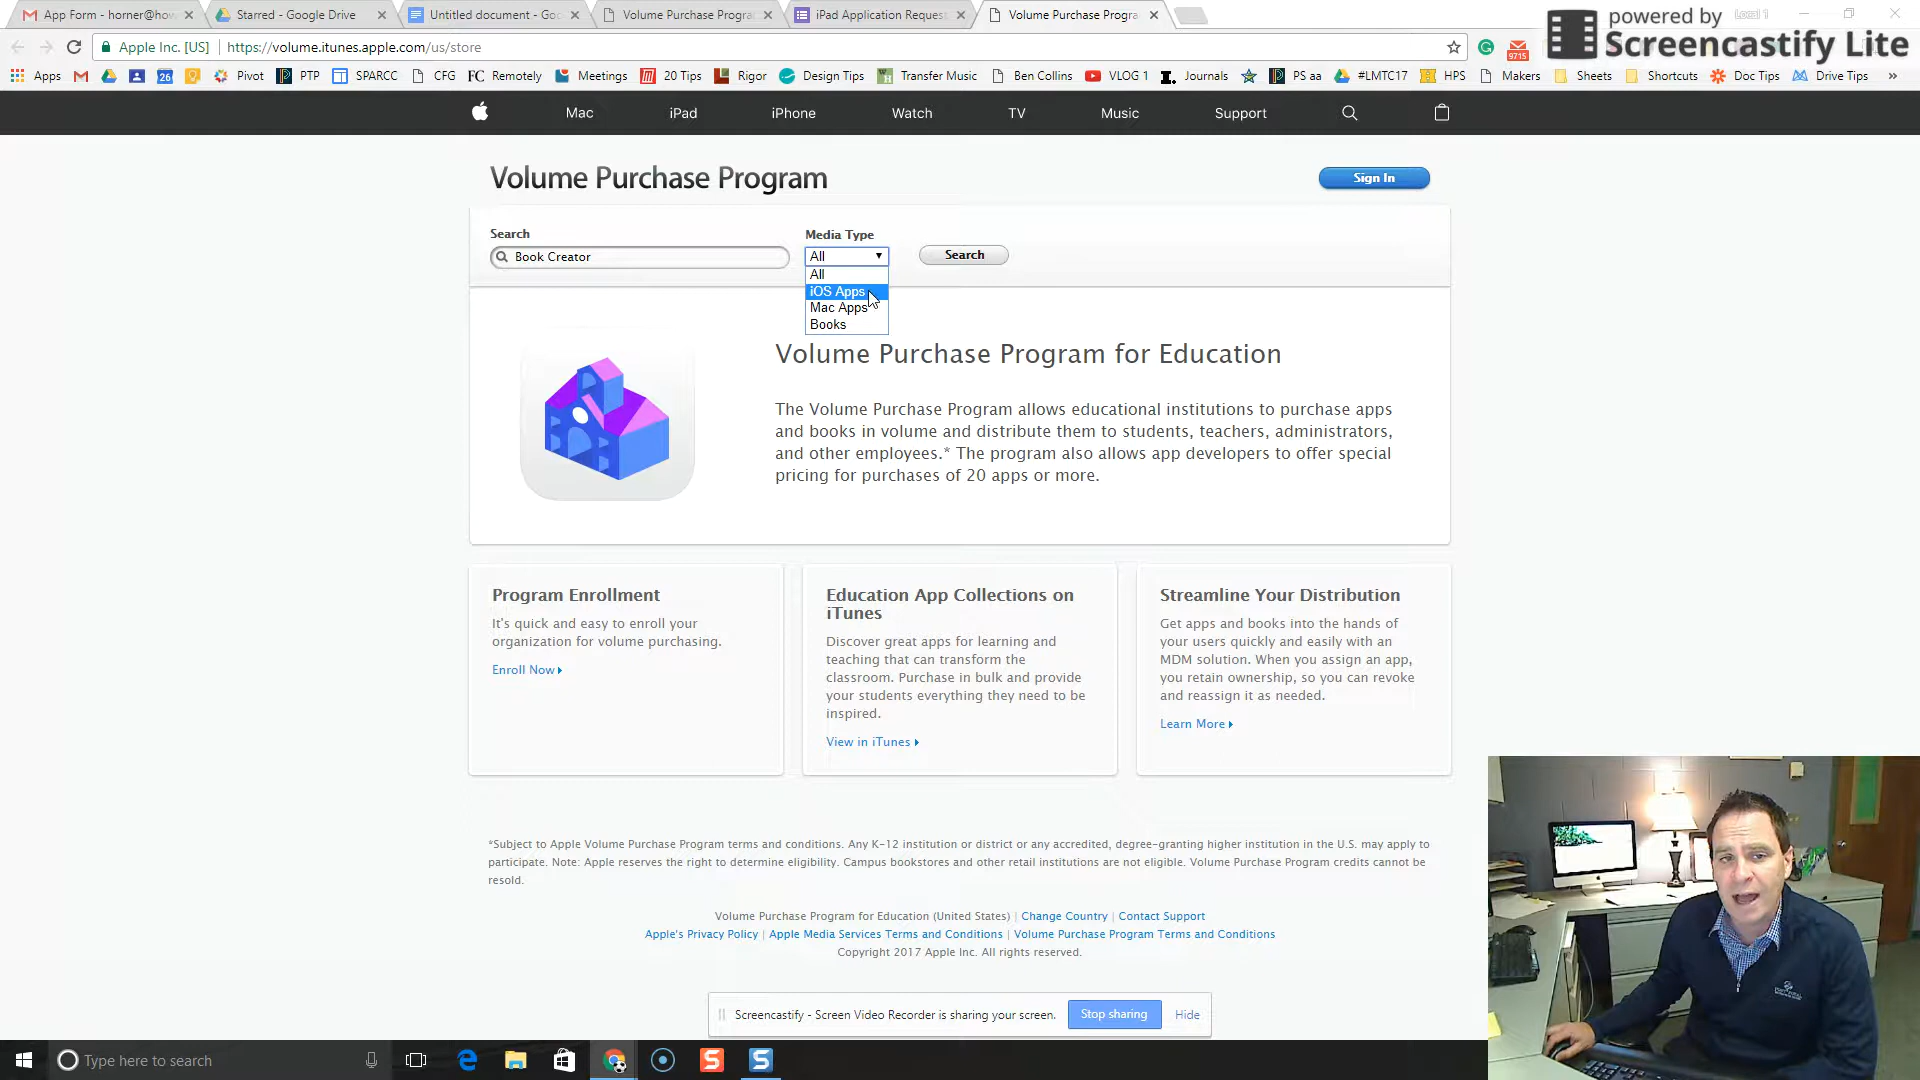 App Form - horner@how
Starred - Google Drive
Untitled document - Goo
Volume Purchase Progra
iPad Application Reques
Volume Purchase Progra
powered by
Screencastify Lite
Apple Inc. [US]
https://volume.itunes.apple.com/us/store
9715
Apps
26
Pivot
PTP
SPARCC
CFG
FC Remotely
Meetings
20 Tips
Rigor
Design Tips
Transfer Music
Ben Collins
VLOG 1
Journals
PS aa
#LMTC17
HPS
Makers
Sheets
Shortcuts
Doc Tips
Drive Tips
Mac
iPad
iPhone
Watch
TV
Music
Support
Volume Purchase Program
Sign In
Search
Media Type
Book Creator
All
Search
All
iOS Apps
Mac Apps
Books
Volume Purchase Program for Education
The Volume Purchase Program allows educational institutions to purchase apps
and books in volume and distribute them to students, teachers, administrators,
and other employees.* The program also allows app developers to offer special
pricing for purchases of 20 apps or more.
Program Enrollment
It's quick and easy to enroll your
organization for volume purchasing.
Enroll Now
Education App Collections on
iTunes
Discover great apps for learning and
teaching that can transform the
classroom. Purchase in bulk and provide
your students everything they need to be
inspired.
View in iTunes
Streamline Your Distribution
Get apps and books into the hands of
your users quickly and easily with an
MDM solution. When you assign an app,
you retain ownership, so you can revoke
and reassign it as needed.
Learn More
*Subject to Apple Volume Purchase Program terms and conditions. Any K-12 institution or district or any accredited, degree-granting higher institution in the U.S. may apply to
participate. Note: Apple reserves the right to determine eligibility. Campus bookstores and other retail institutions are not eligible. Volume Purchase Program credits cannot be
resold.
Volume Purchase Program for Education (United States) | Change Country | Contact Support
Apple's Privacy Policy | Apple Media Services Terms and Conditions | Volume Purchase Program Terms and Conditions
Copyright 2017 Apple Inc. All rights reserved.
Screencastify - Screen Video Recorder is sharing your screen.
Stop sharing
Hide
Type here to search